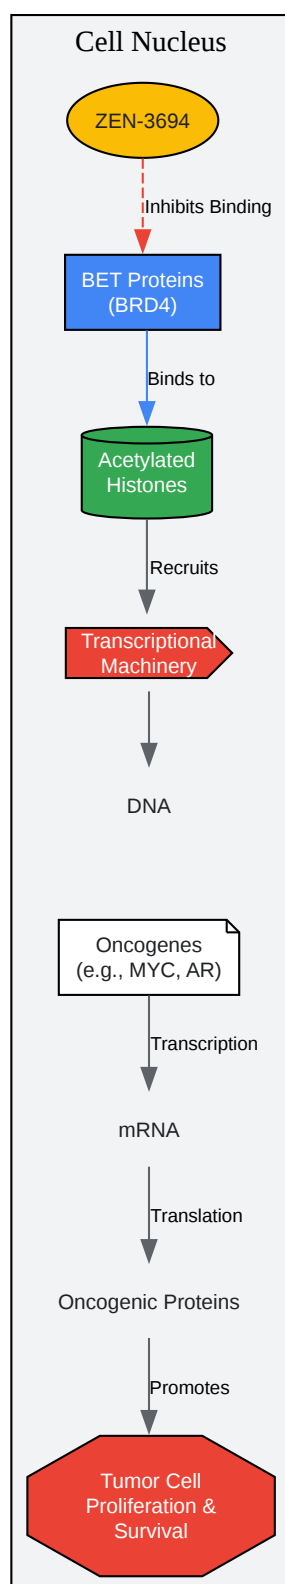 Cell Nucleus
ZEN-3694
Inhibits Binding
BET Proteins
(BRD4)
Binds to
Acetylated
Histones
Recruits
Transcriptional
Machinery
DNA
Oncogenes
(e.g., MYC, AR)
Transcription
mRNA
Translation
Oncogenic Proteins
Promotes
Tumor Cell
Proliferation &
Survival